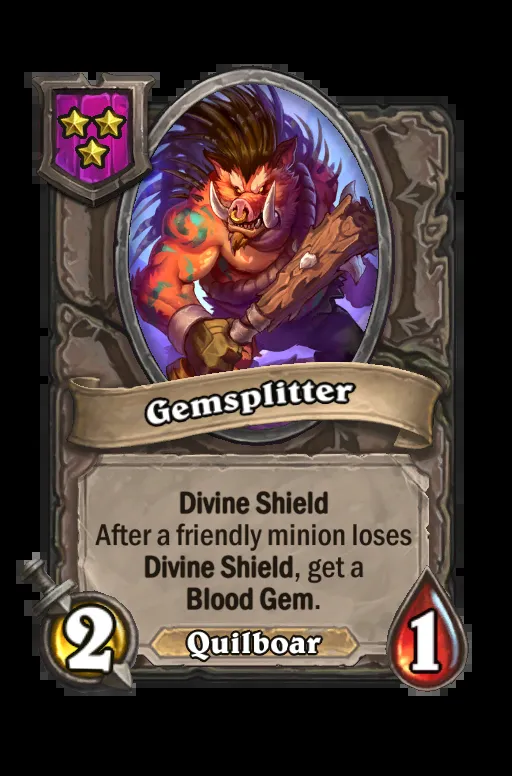 Gemsplitter
Divine Shield
After a friendly minion loses
Divine Shield, get a
Blood Gem.
2
Quilboar
1